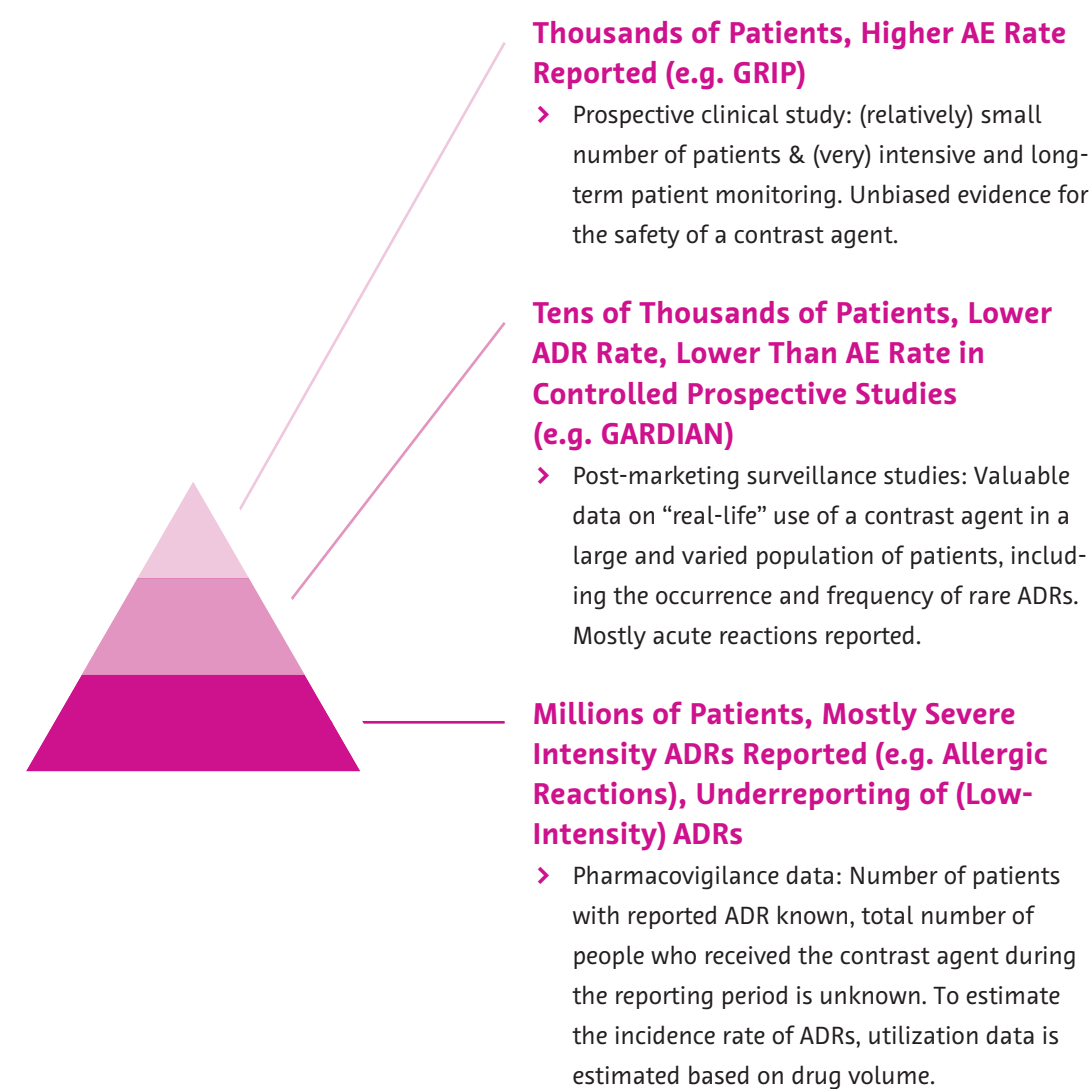 Thousands of Patients, Higher AE Rate
Reported (e.g. GRIP)
> Prospective clinical study: (relatively) small
number of patients & (very) intensive and long-
term patient monitoring. Unbiased evidence for
the safety of a contrast agent.
Tens of Thousands of Patients, Lower
ADR Rate, Lower Than AE Rate in
Controlled Prospective Studies
(e.g. GARDIAN)
> Post-marketing surveillance studies: Valuable
data on “real-life” use of a contrast agent in a
large and varied population of patients, includ-
ing the occurrence and frequency of rare ADRs.
Mostly acute reactions reported.
Millions of Patients, Mostly Severe
Intensity ADRs Reported (e.g. Allergic
Reactions), Underreporting of (Low-
Intensity) ADRs
> Pharmacovigilance data: Number of patients
with reported ADR known, total number of
people who received the contrast agent during
the reporting period is unknown. To estimate
the incidence rate of ADRs, utilization data is
estimated based on drug volume.